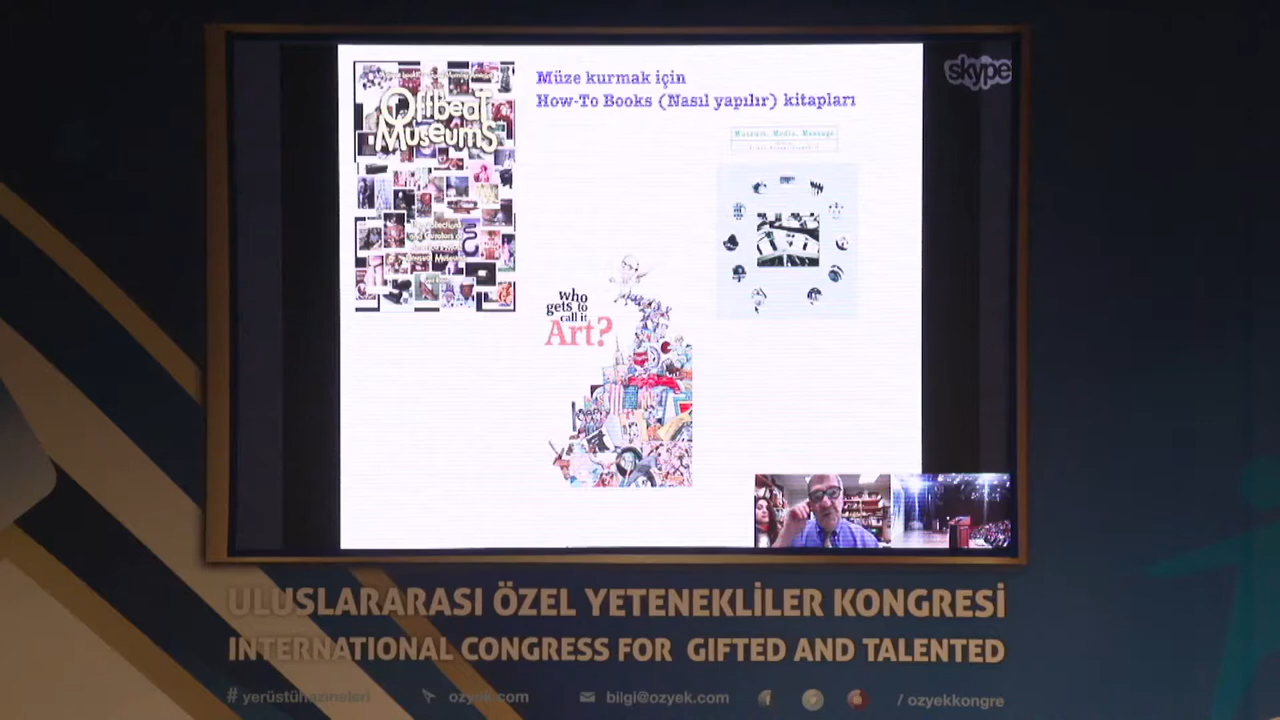 skype
Offbeat
Museums
Müze kurmak için
How-To Books (Nasıl yapılır) kitapları
Museum, Media, Message
who
gets to
call it
Art?
ULUSLARARASI ÖZEL YETENEKLİLER KONGRESİ
INTERNATIONAL CONGRESS FOR GIFTED AND TALENTED
# yerüstühazineleri
ozyek.com
bilgi@ozyek.com
/ ozyekkongre